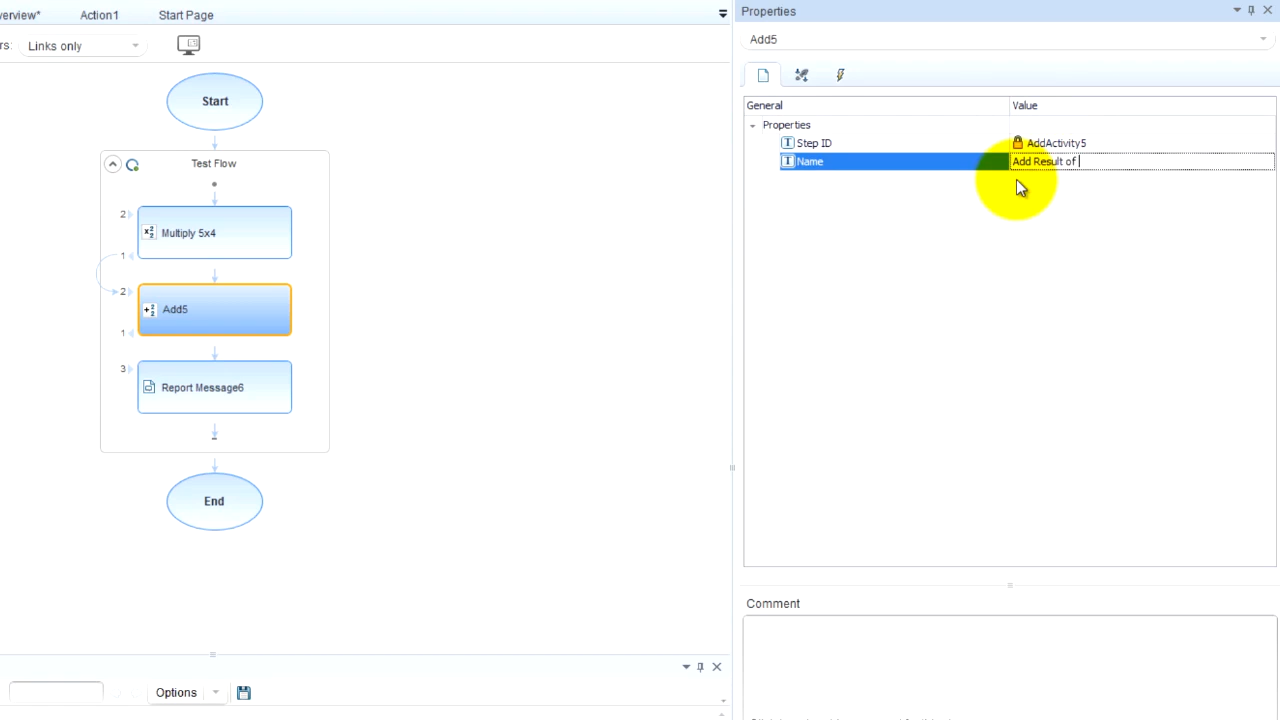 erview*
Action1
Start Page
rs:
Links only
Start
Test Flow
2
Multiply 5x4
1
2
Add5
1
3
Report Message6
End
Options
Properties
Add5
General
Value
Properties
Step ID
AddActivity5
Name
Add Result of
Comment